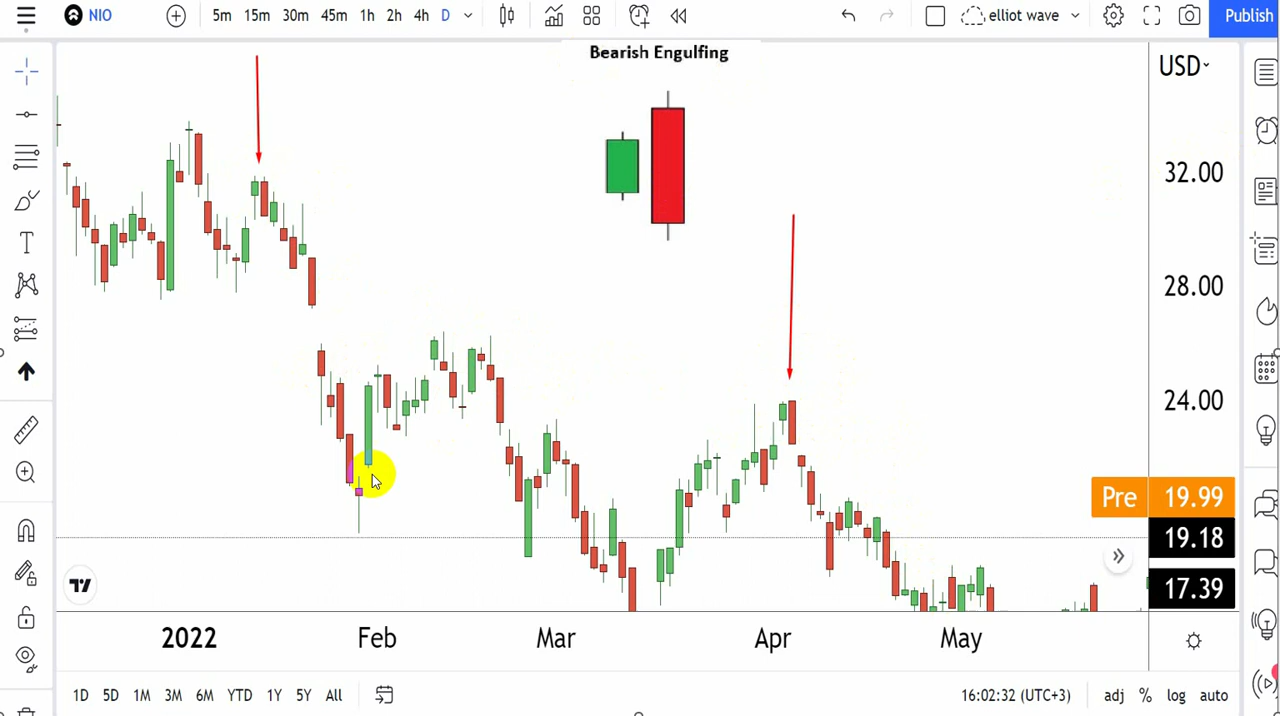 NIO 5m 15m 30m 45m 1h 2h 4h D elliot wave Publish
Bearish Engulfing
USD
32.00
28.00
24.00
Pre 19.99
19.18
17.39
2022 Feb Mar Apr May
1D 5D 1M 3M 6M YTD 1Y 5Y All 16:02:32 (UTC+3) adj % log auto